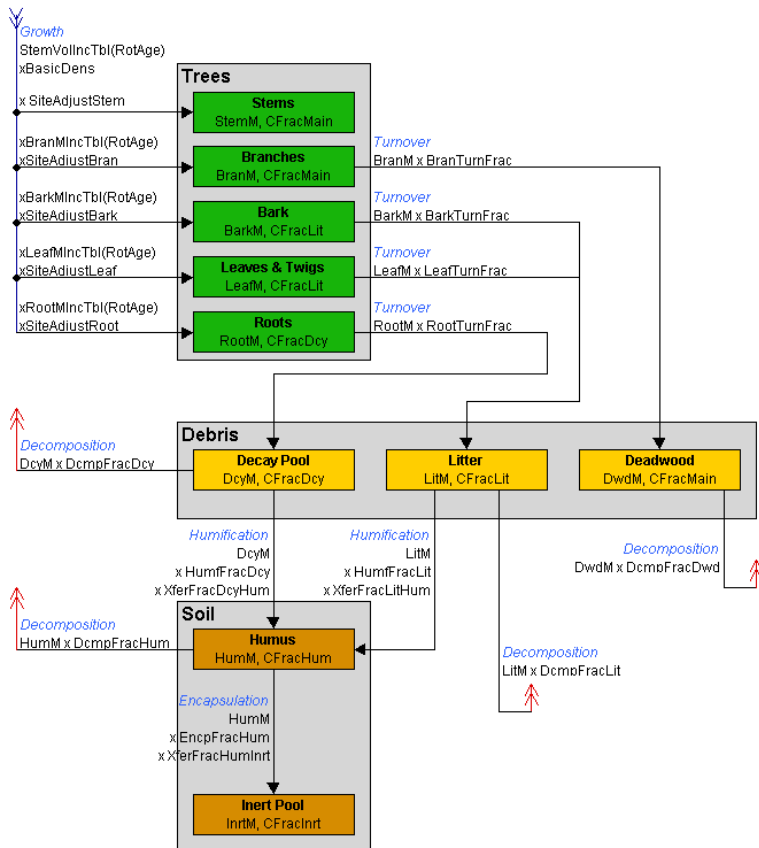 Growth
StemVolIncTbl(RotAge)
xBasicDens
x SiteAdjustStem
xBranMIncTbl(RotAge)
xSiteAdjustBran
xBarkMIncTbl(RotAge)
xSiteAdjustBark
xLeafMIncTbl(RotAge)
xSiteAdjustLeaf
xRootMIncTbl(RotAge)
xSiteAdjustRoot
Trees
Stems
StemM, CFracMain
Branches
BranM, CFracMain
Bark
BarkM, CFracLit
Leaves & Twigs
LeafM, CFracLit
Roots
RootM, CFracDcy
Turnover
BranM x BranTurnFrac
Turnover
BarkM x BarkTurnFrac
Turnover
LeafM x LeafTurnFrac
Turnover
RootM x RootTurnFrac
Debris
Decay Pool
DcyM, CFracDcy
Litter
LitM, CFracLit
Deadwood
DwdM, CFracMain
Decomposition
DcyM x DcmpFracDcy
Humification
DcyM
x HumfFracDcy
x XferFracDcyHum
Humification
LitM
x HumfFracLit
x XferFracLitHum
Decomposition
DwdM x DcmpFracDwd
Soil
Decomposition
HumM x DcmpFracHum
Humus
HumM, CFracHum
Decomposition
LitM x DcmpFracLit
Encapsulation
HumM
x EncpFracHum
x XferFracHumInrt
Inert Pool
InrtM, CFracInrt